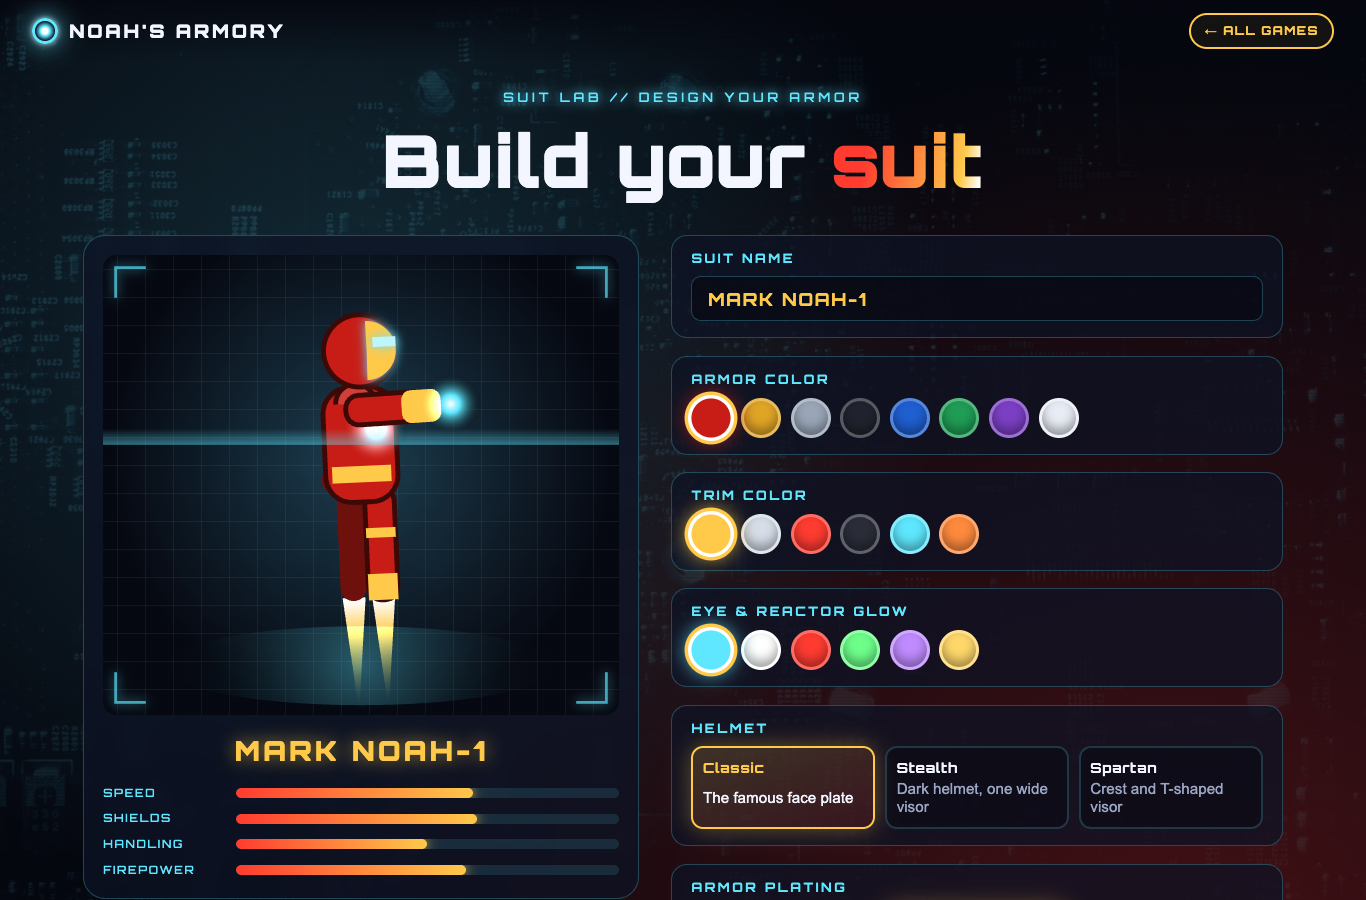 NOAH'S ARMORY
← ALL GAMES
SUIT LAB // DESIGN YOUR ARMOR
Build your suit
MARK NOAH-1
SPEED
SHIELDS
HANDLING
FIREPOWER
SUIT NAME
MARK NOAH-1
ARMOR COLOR
TRIM COLOR
EYE & REACTOR GLOW
HELMET
Classic
The famous face plate
Stealth
Dark helmet, one wide
visor
Spartan
Crest and T-shaped
visor
ARMOR PLATING